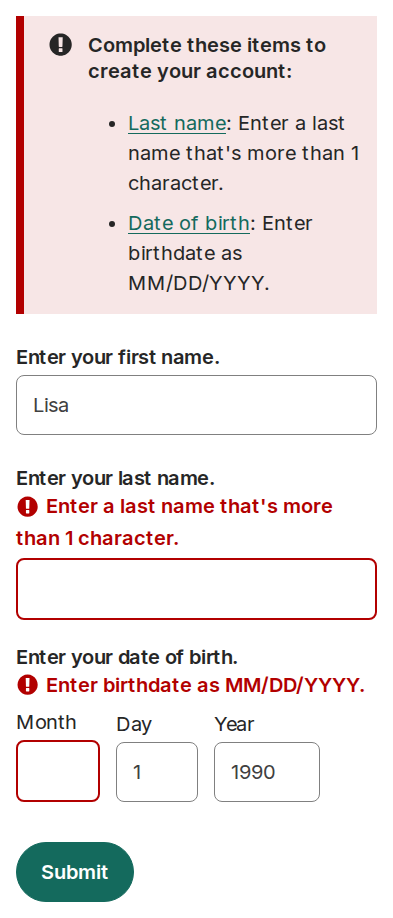 Complete these items to
create your account:
Last name: Enter a last
name that's more than 1
character.
Date of birth: Enter
birthdate as
MM/DD/YYYY.
Enter your first name.
Lisa
Enter your last name.
Enter a last name that's more
than 1 character.
Enter your date of birth.
Enter birthdate as MM/DD/YYYY.
Month Day Year
1 1990
Submit